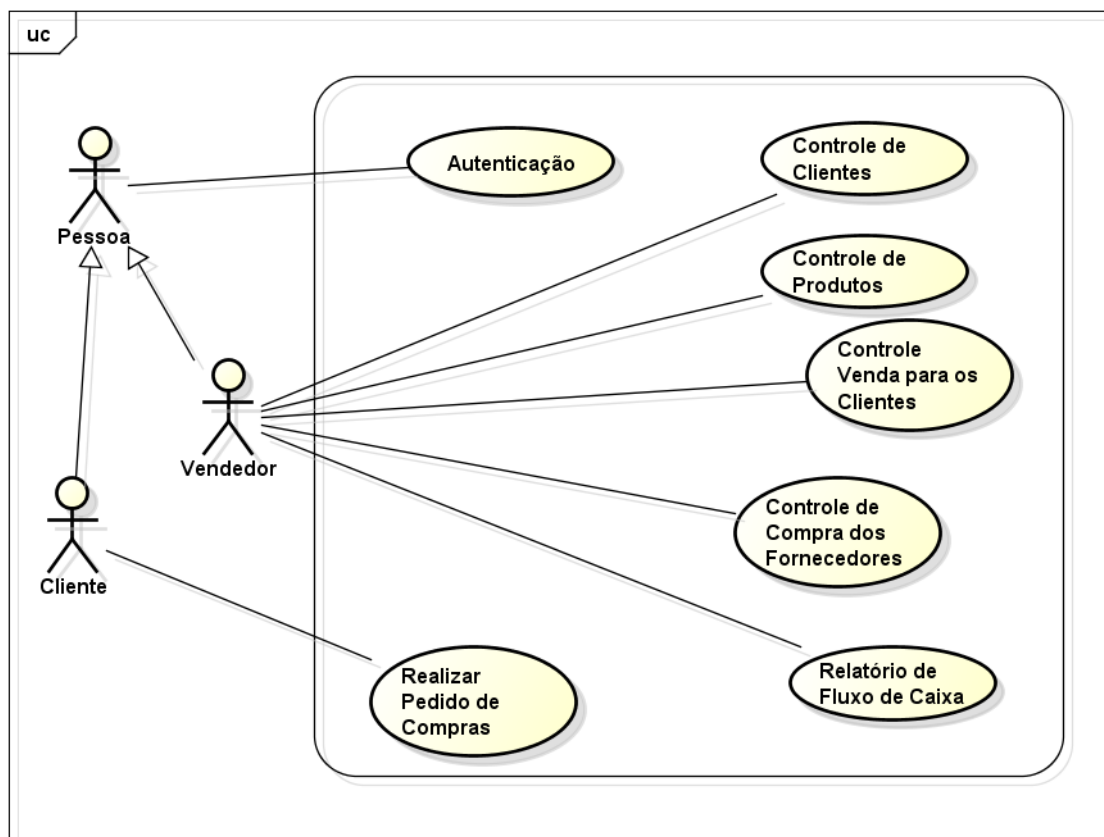 uc
Autenticação
Controle de
Clientes
Pessoa
Controle de
Produtos
Controle
Venda para os
Clientes
Vendedor
Controle de
Compra dos
Fornecedores
Cliente
Realizar
Pedido de
Compras
Relatório de
Fluxo de Caixa